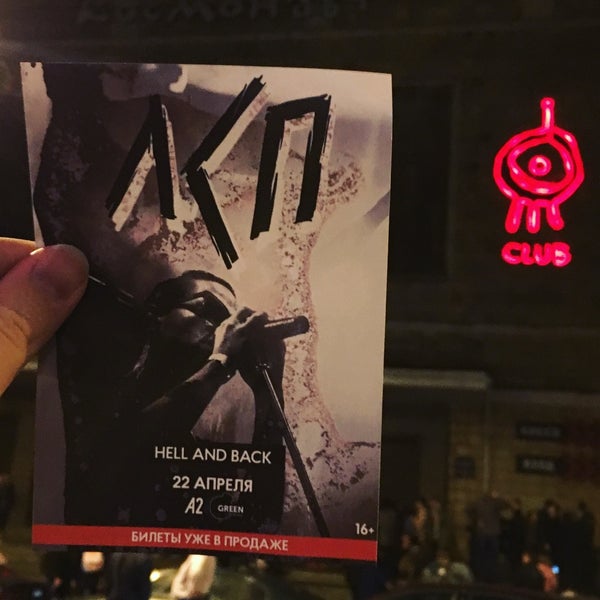 ЛСП
CLUB
HELL AND BACK
22 АПРЕЛЯ
A2 GREEN
16+
БИЛЕТЫ УЖЕ В ПРОДАЖЕ